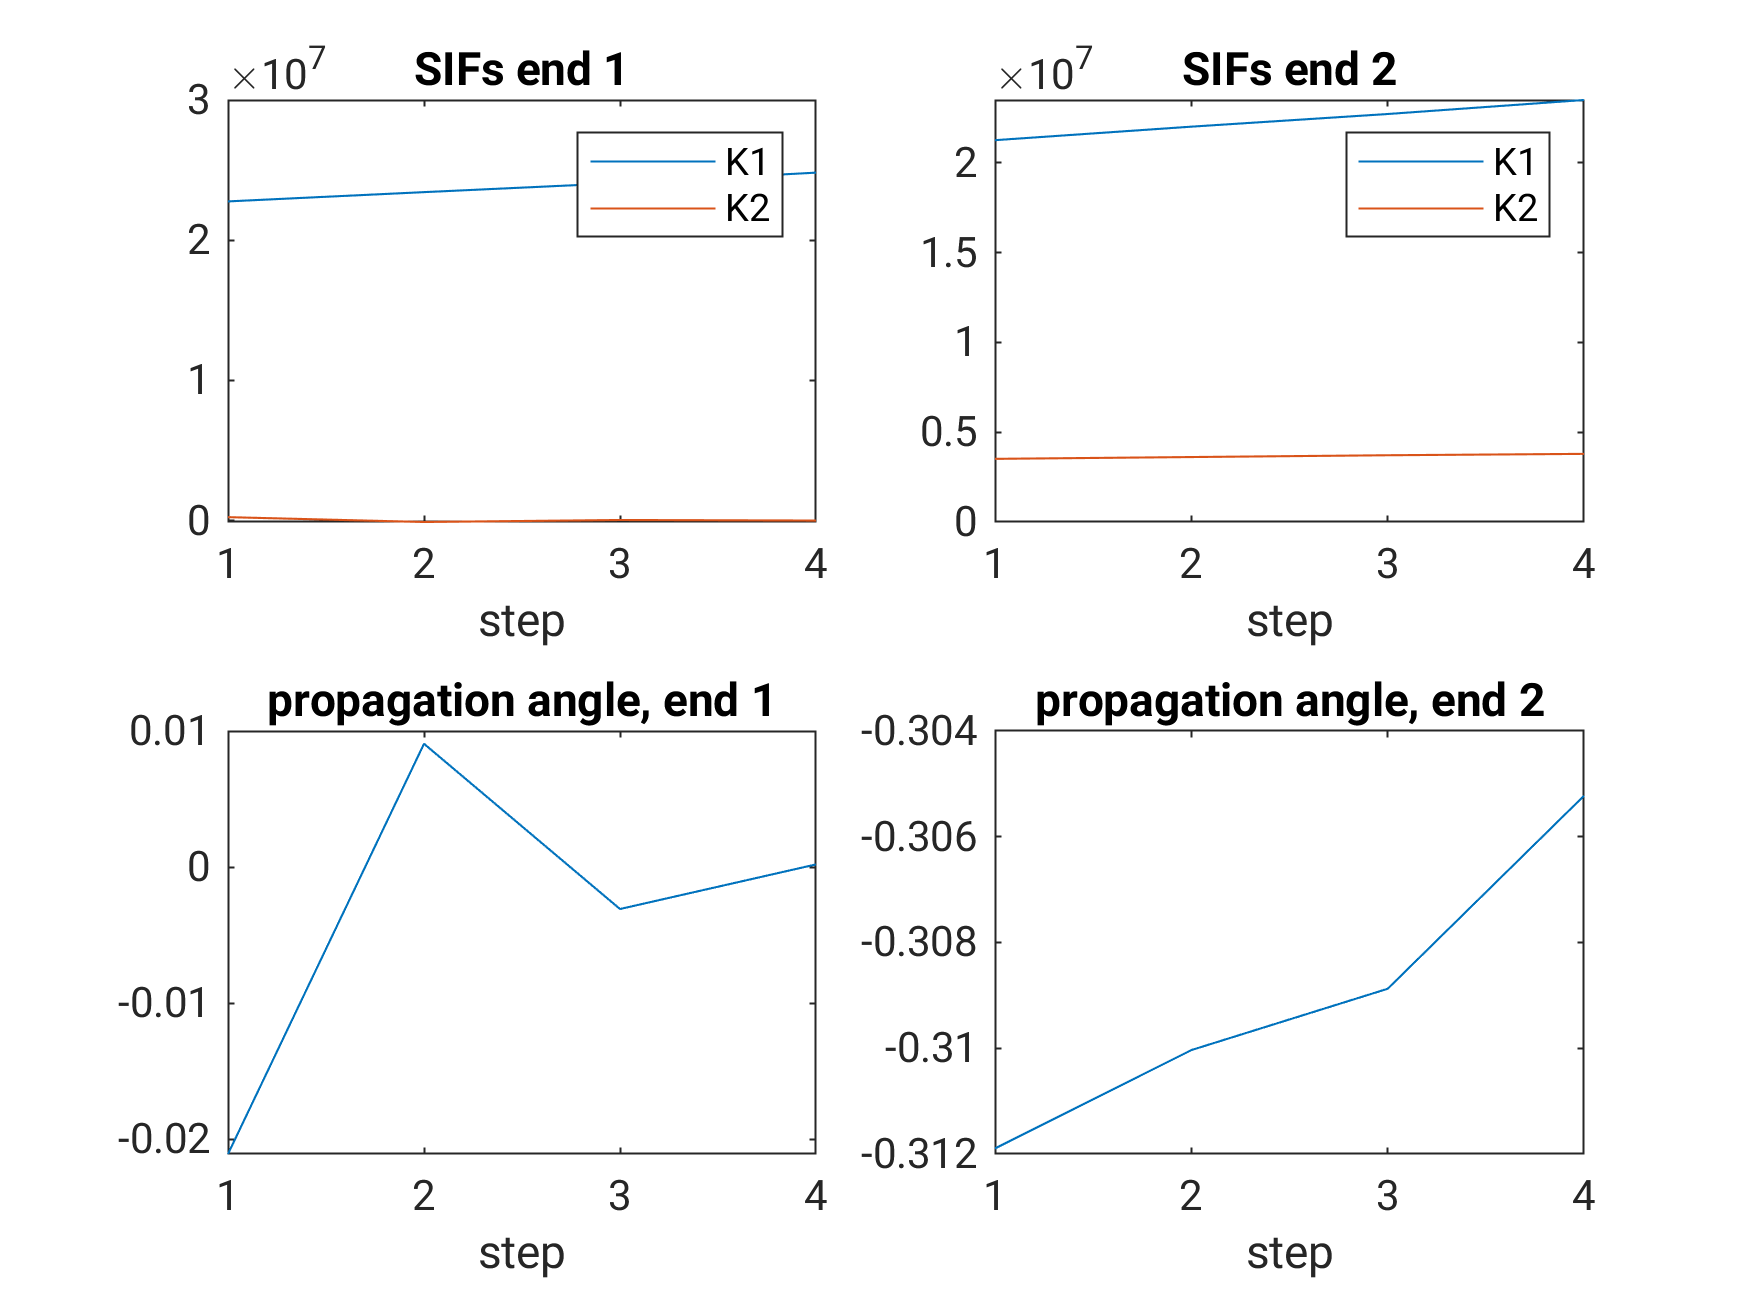 ×10^7
SIFs end 1
3
2
1
0
K1
K2
1 2 3 4
step
×10^7
SIFs end 2
2
1.5
1
0.5
0
K1
K2
1 2 3 4
step
propagation angle, end 1
0.01
0
-0.01
-0.02
1 2 3 4
step
propagation angle, end 2
-0.304
-0.306
-0.308
-0.31
-0.312
1 2 3 4
step